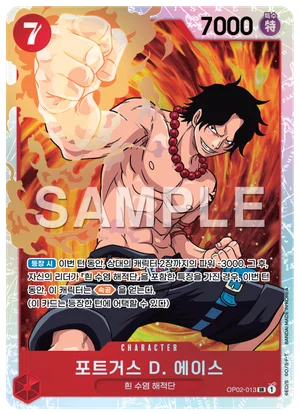 7
7000
특수
特
SAMPLE
등장 시 이번 턴 동안, 상대의 캐릭터 2장까지의 파워 -3000. 그 후,
자신의 리더가 「흰 수염 해적단」을 포함한 특징을 가진 경우, 이번 턴
동안, 이 캐릭터는 속공 을 얻는다.
(이 카드는 등장한 턴에 어택할 수 있다)
CHARACTER
포트거스 D. 에이스
흰 수염 해적단
OP02-013 SR 1